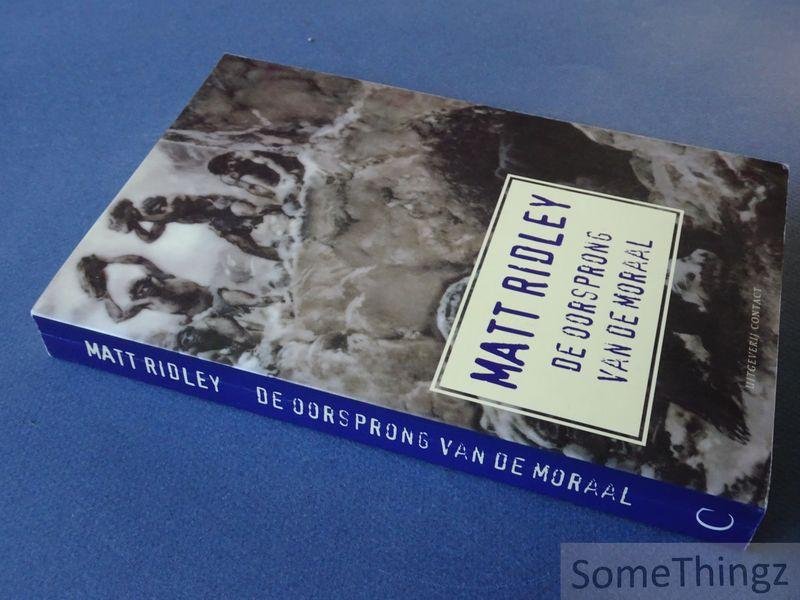 MATT RIDLEY
DE OORSPRONG
VAN DE MORAAL
UITGEVERIJ CONTACT
MATT RIDLEY DE OORSPRONG VAN DE MORAAL C
SomeThingz